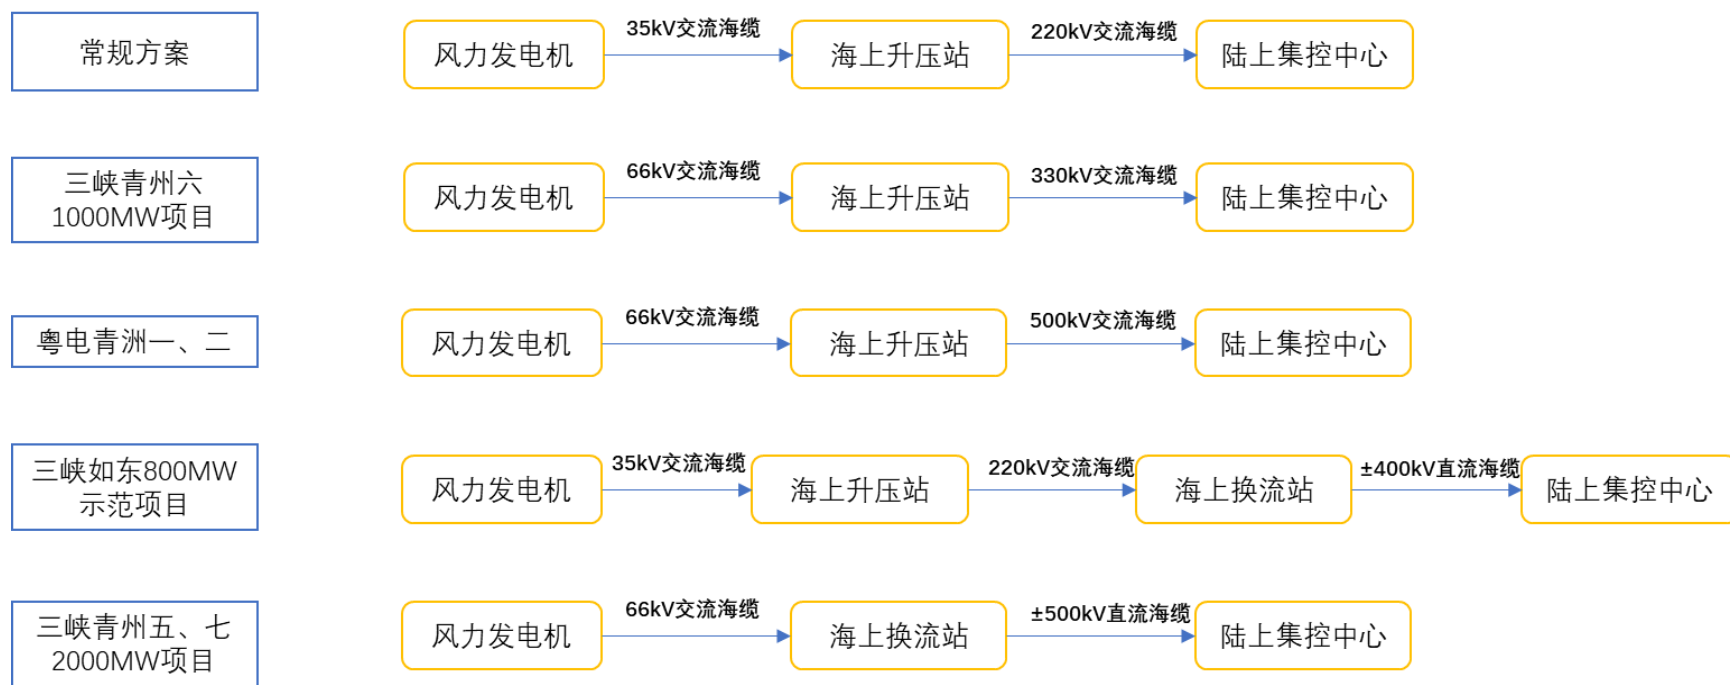 常规方案
风力发电机
35kV交流海缆
海上升压站
220kV交流海缆
陆上集控中心
三峡青州六
1000MW项目
风力发电机
66kV交流海缆
海上升压站
330kV交流海缆
陆上集控中心
粤电青洲一、二
风力发电机
66kV交流海缆
海上升压站
500kV交流海缆
陆上集控中心
三峡如东800MW
示范项目
风力发电机
35kV交流海缆
海上升压站
220kV交流海缆
海上换流站
±400kV直流海缆
陆上集控中心
三峡青州五、七
2000MW项目
风力发电机
66kV交流海缆
海上换流站
±500kV直流海缆
陆上集控中心